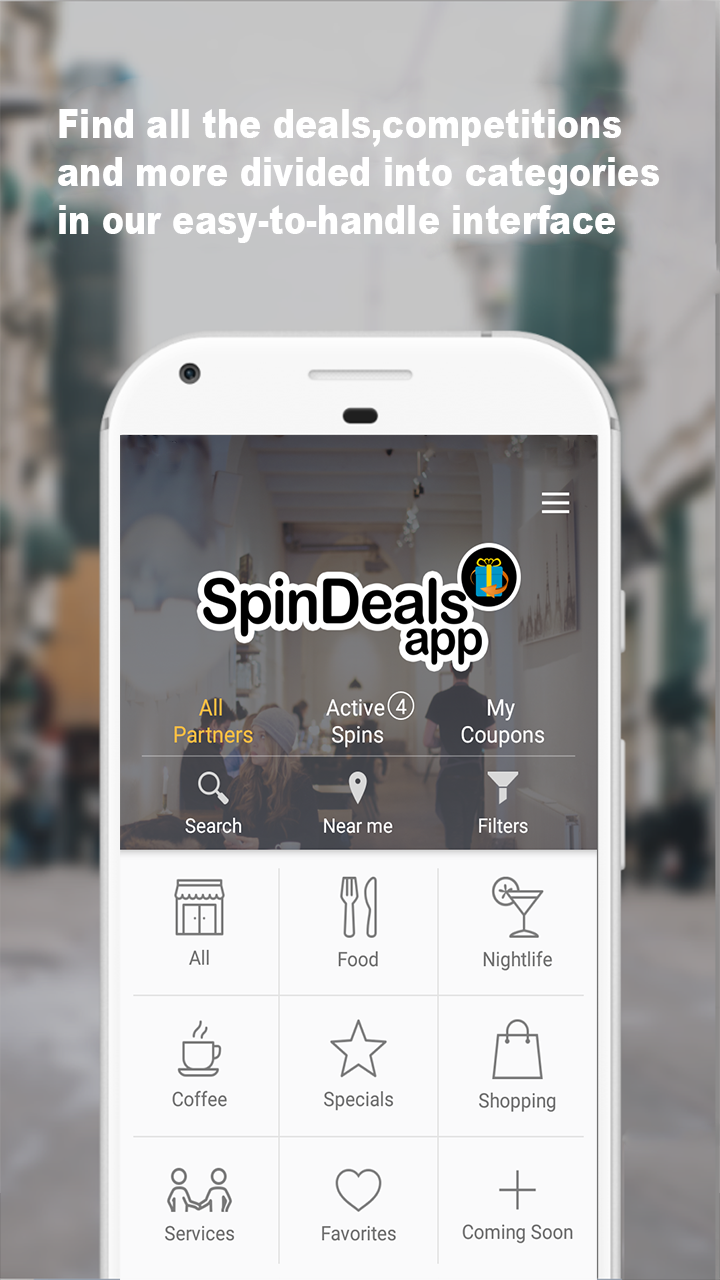 Find all the deals,competitions
and more divided into categories
in our easy-to-handle interface
SpinDeals
app
All
Partners
Active 4
Spins
My
Coupons
Search
Near me
Filters
All
Food
Nightlife
Coffee
Specials
Shopping
Services
Favorites
Coming Soon